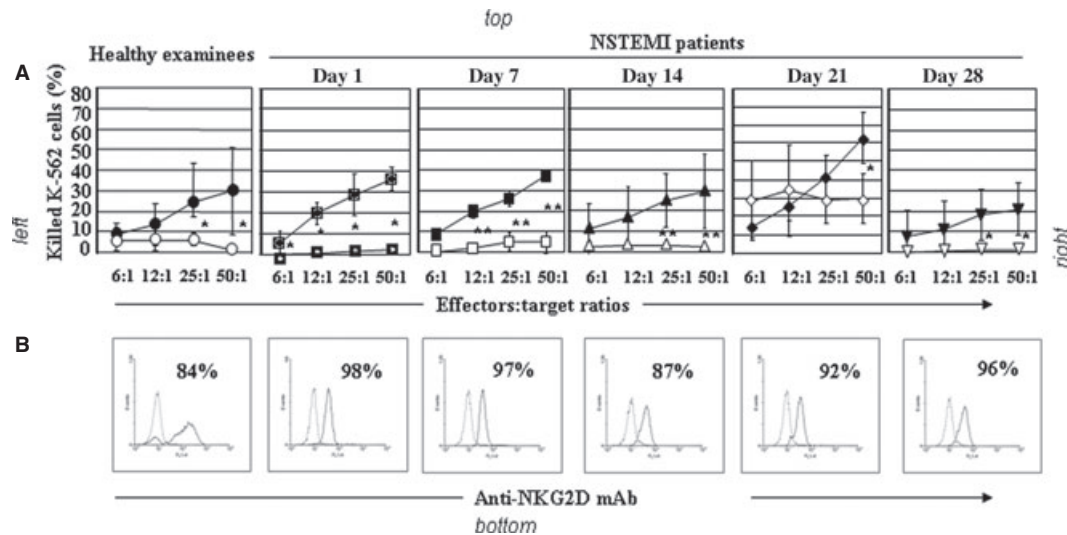 top
Healthy examinees
NSTEMI patients
A
Day 1 Day 7 Day 14 Day 21 Day 28
Killed K-562 cells (%)
80
70
60
50
40
30
20
10
0
* * * * * * ** ** ** ** ** * * *
left
right
6:1 12:1 25:1 50:1 6:1 12:1 25:1 50:1 6:1 12:1 25:1 50:1 6:1 12:1 25:1 50:1 6:1 12:1 25:1 50:1 6:1 12:1 25:1 50:1
Effectors:target ratios
B
84% 98% 97% 87% 92% 96%
Anti-NKG2D mAb
bottom